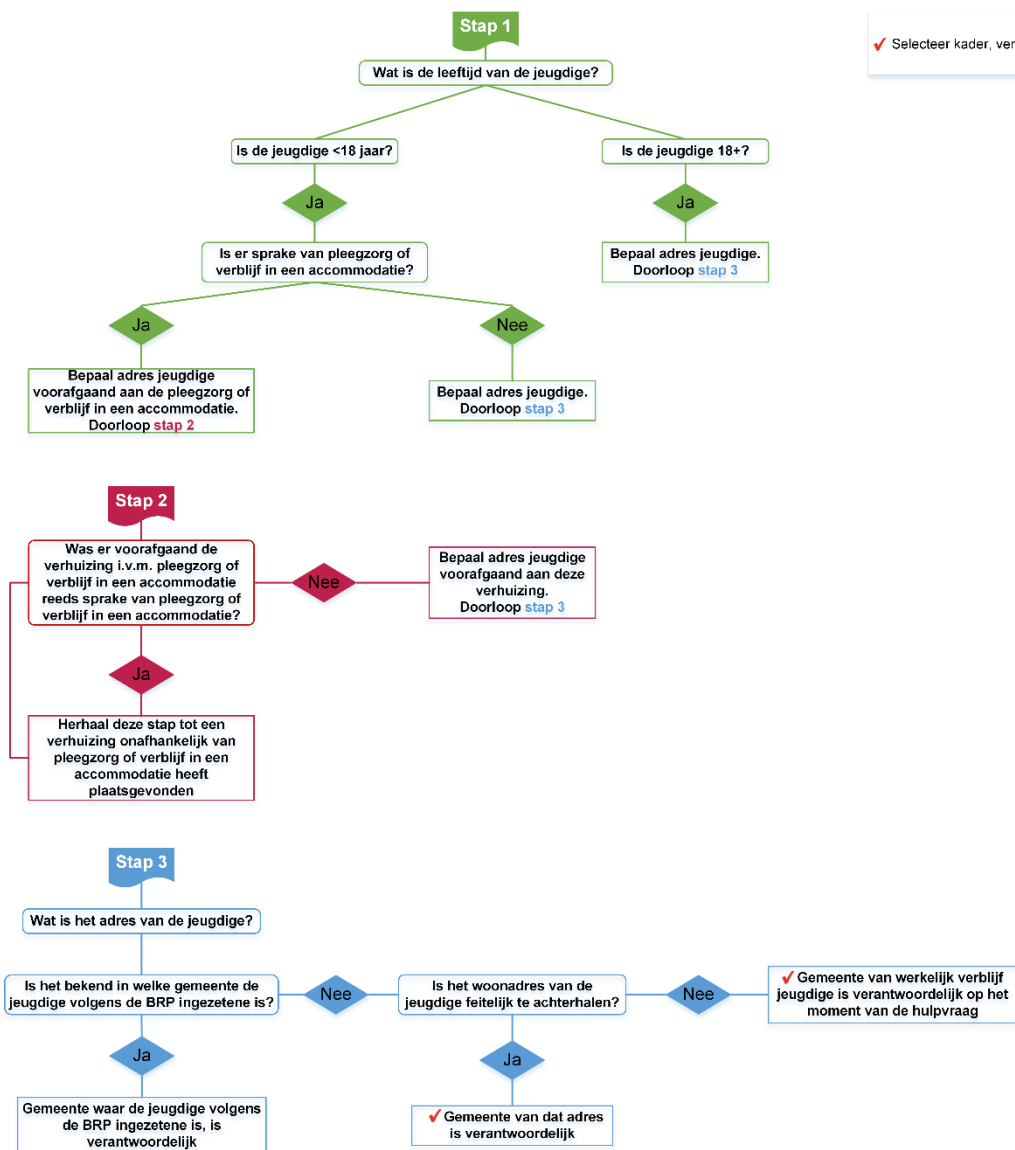 Stap 1
✓ Selecteer kader, ver
Wat is de leeftijd van de jeugdige?
Is de jeugdige <18 jaar?
Is de jeugdige 18+?
Ja
Ja
Is er sprake van pleegzorg of
verblijf in een accommodatie?
Bepaal adres jeugdige.
Doorloop stap 3
Ja
Nee
Bepaal adres jeugdige
voorafgaand aan de pleegzorg of
verblijf in een accommodatie.
Doorloop stap 2
Bepaal adres jeugdige.
Doorloop stap 3
Stap 2
Was er voorafgaand de
verhuizing i.v.m. pleegzorg of
verblijf in een accommodatie
reeds sprake van pleegzorg of
verblijf in een accommodatie?
Nee
Bepaal adres jeugdige
voorafgaand aan deze
verhuizing.
Doorloop stap 3
Ja
Herhaal deze stap tot een
verhuizing onafhankelijk van
pleegzorg of verblijf in een
accommodatie heeft
plaatsgevonden
Stap 3
Wat is het adres van de jeugdige?
Is het bekend in welke gemeente de
jeugdige volgens de BRP ingezetene is?
Nee
Is het woonadres van de
jeugdige feitelijk te achterhalen?
Nee
✓ Gemeente van werkelijk verblijf
jeugdige is verantwoordelijk op het
moment van de hulpvraag
Ja
Ja
Gemeente waar de jeugdige volgens
de BRP ingezetene is, is
verantwoordelijk
✓ Gemeente van dat adres
is verantwoordelijk